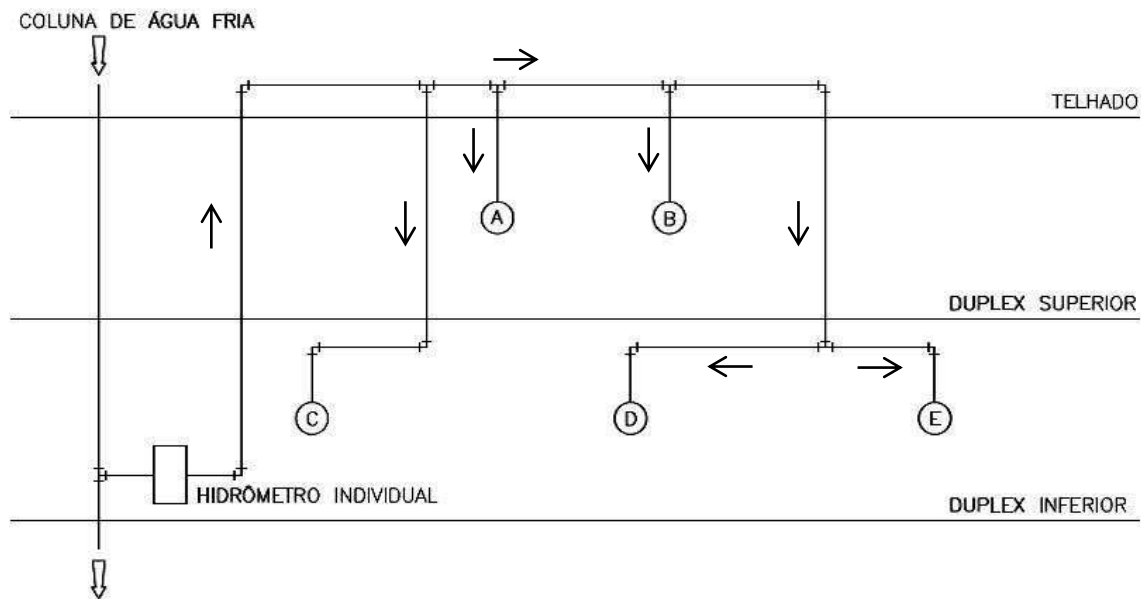 COLUNA DE ÁGUA FRIA
TELHADO
A
B
DUPLEX SUPERIOR
C
D
E
HIDRÔMETRO INDIVIDUAL
DUPLEX INFERIOR